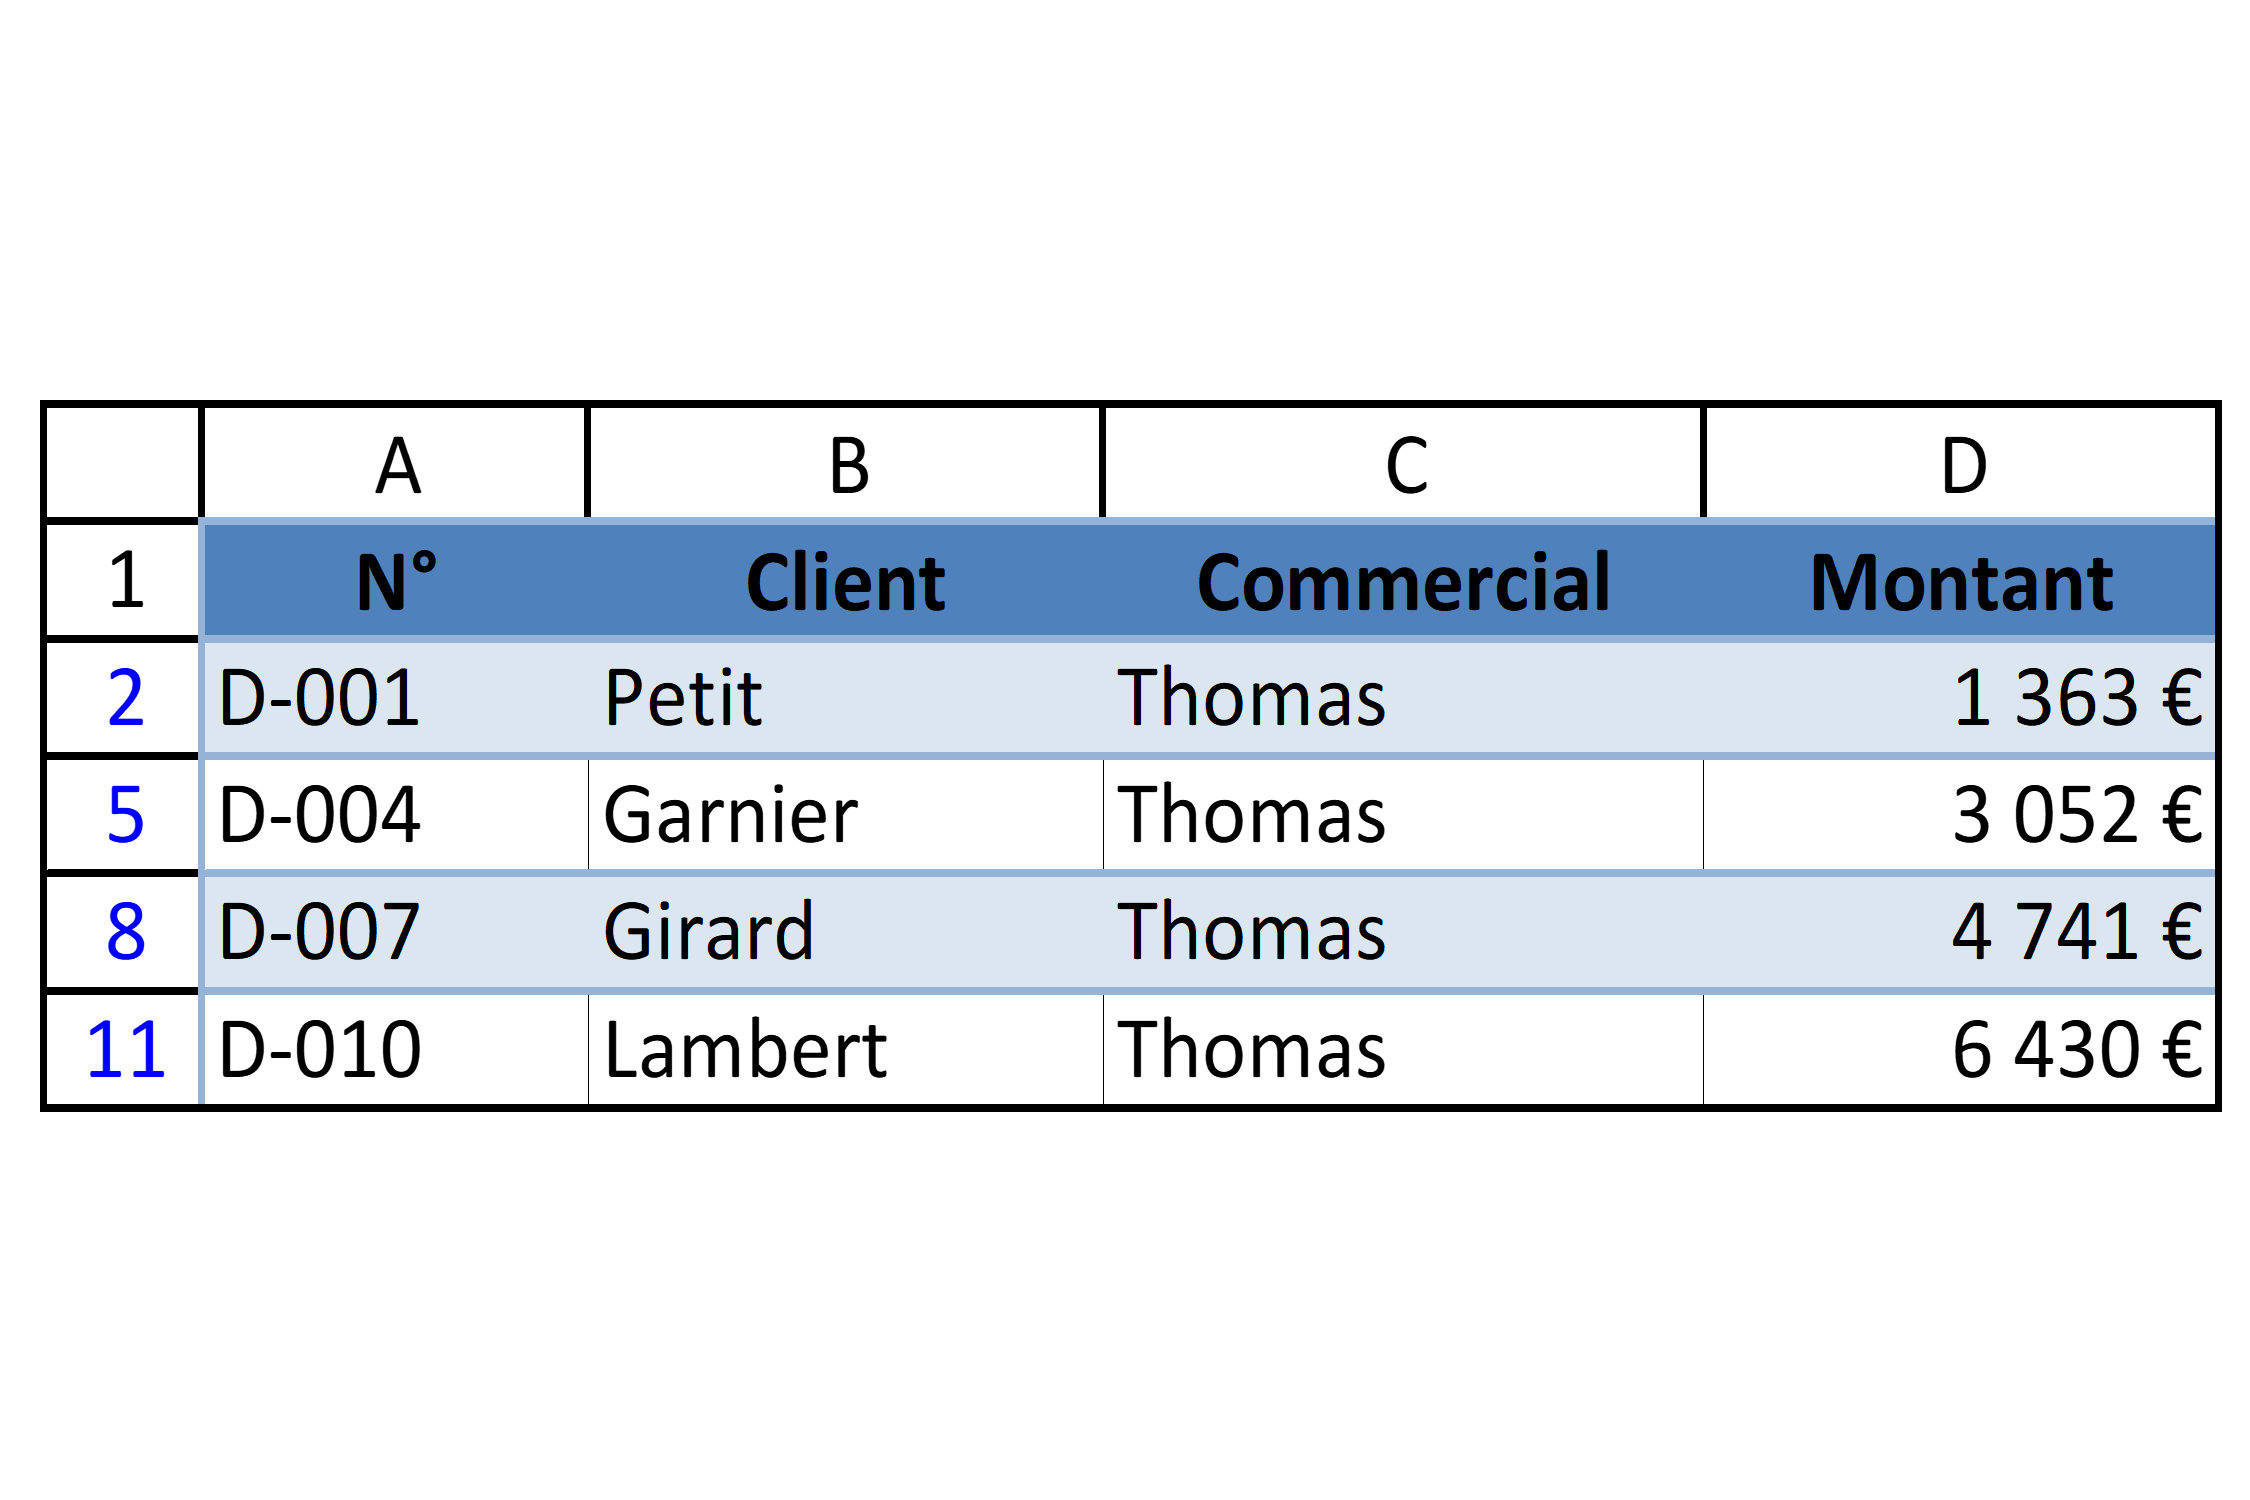 A B C D
1 N° Client Commercial Montant
2 D-001 Petit Thomas 1 363 €
5 D-004 Garnier Thomas 3 052 €
8 D-007 Girard Thomas 4 741 €
11 D-010 Lambert Thomas 6 430 €